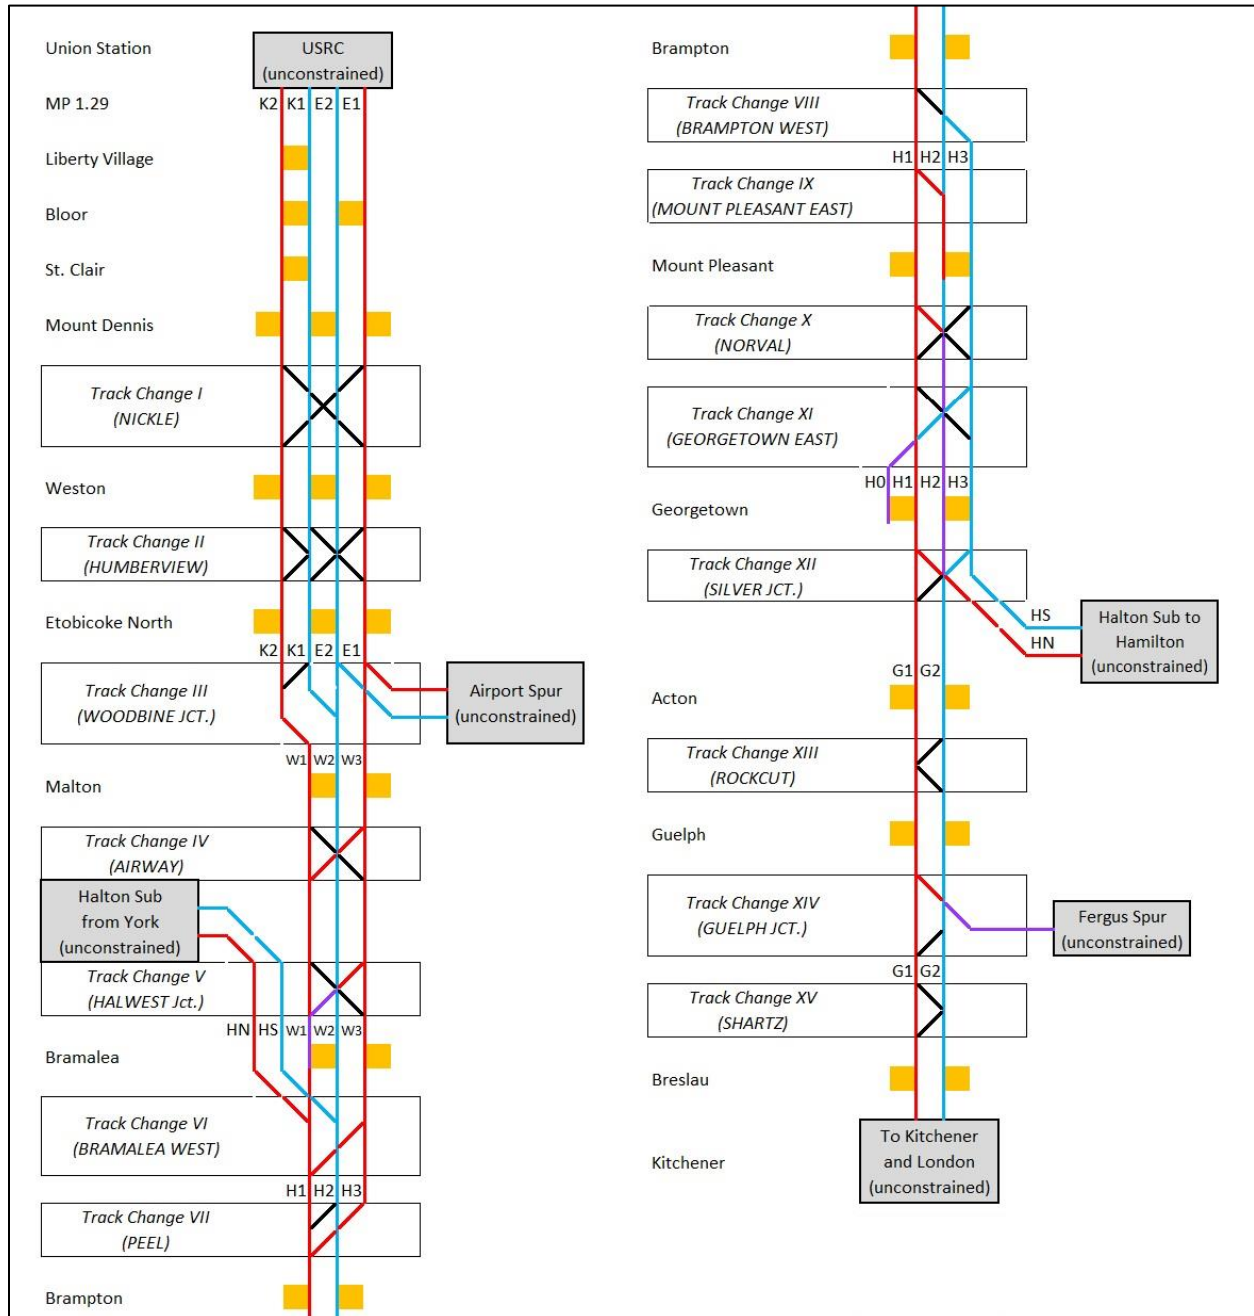 Union Station
USRC
(unconstrained)
MP 1.29
K2 K1 E2 E1
Liberty Village
Bloor
St. Clair
Mount Dennis
Track Change I
(NICKLE)
Weston
Track Change II
(HUMBERVIEW)
Etobicoke North
K2 K1 E2 E1
Track Change III
(WOODBINE JCT.)
Airport Spur
(unconstrained)
W1 W2 W3
Malton
Track Change IV
(AIRWAY)
Halton Sub
from York
(unconstrained)
Track Change V
(HALWEST Jct.)
HN HS W1 W2 W3
Bramalea
Track Change VI
(BRAMALEA WEST)
H1 H2 H3
Track Change VII
(PEEL)
Brampton
Brampton
Track Change VIII
(BRAMPTON WEST)
H1 H2 H3
Track Change IX
(MOUNT PLEASANT EAST)
Mount Pleasant
Track Change X
(NORVAL)
Track Change XI
(GEORGETOWN EAST)
H0 H1 H2 H3
Georgetown
Track Change XII
(SILVER JCT.)
HS
HN
Halton Sub to
Hamilton
(unconstrained)
G1 G2
Acton
Track Change XIII
(ROCKCUT)
Guelph
Track Change XIV
(GUELPH JCT.)
Fergus Spur
(unconstrained)
G1 G2
Track Change XV
(SHARTZ)
Breslau
To Kitchener
and London
(unconstrained)
Kitchener